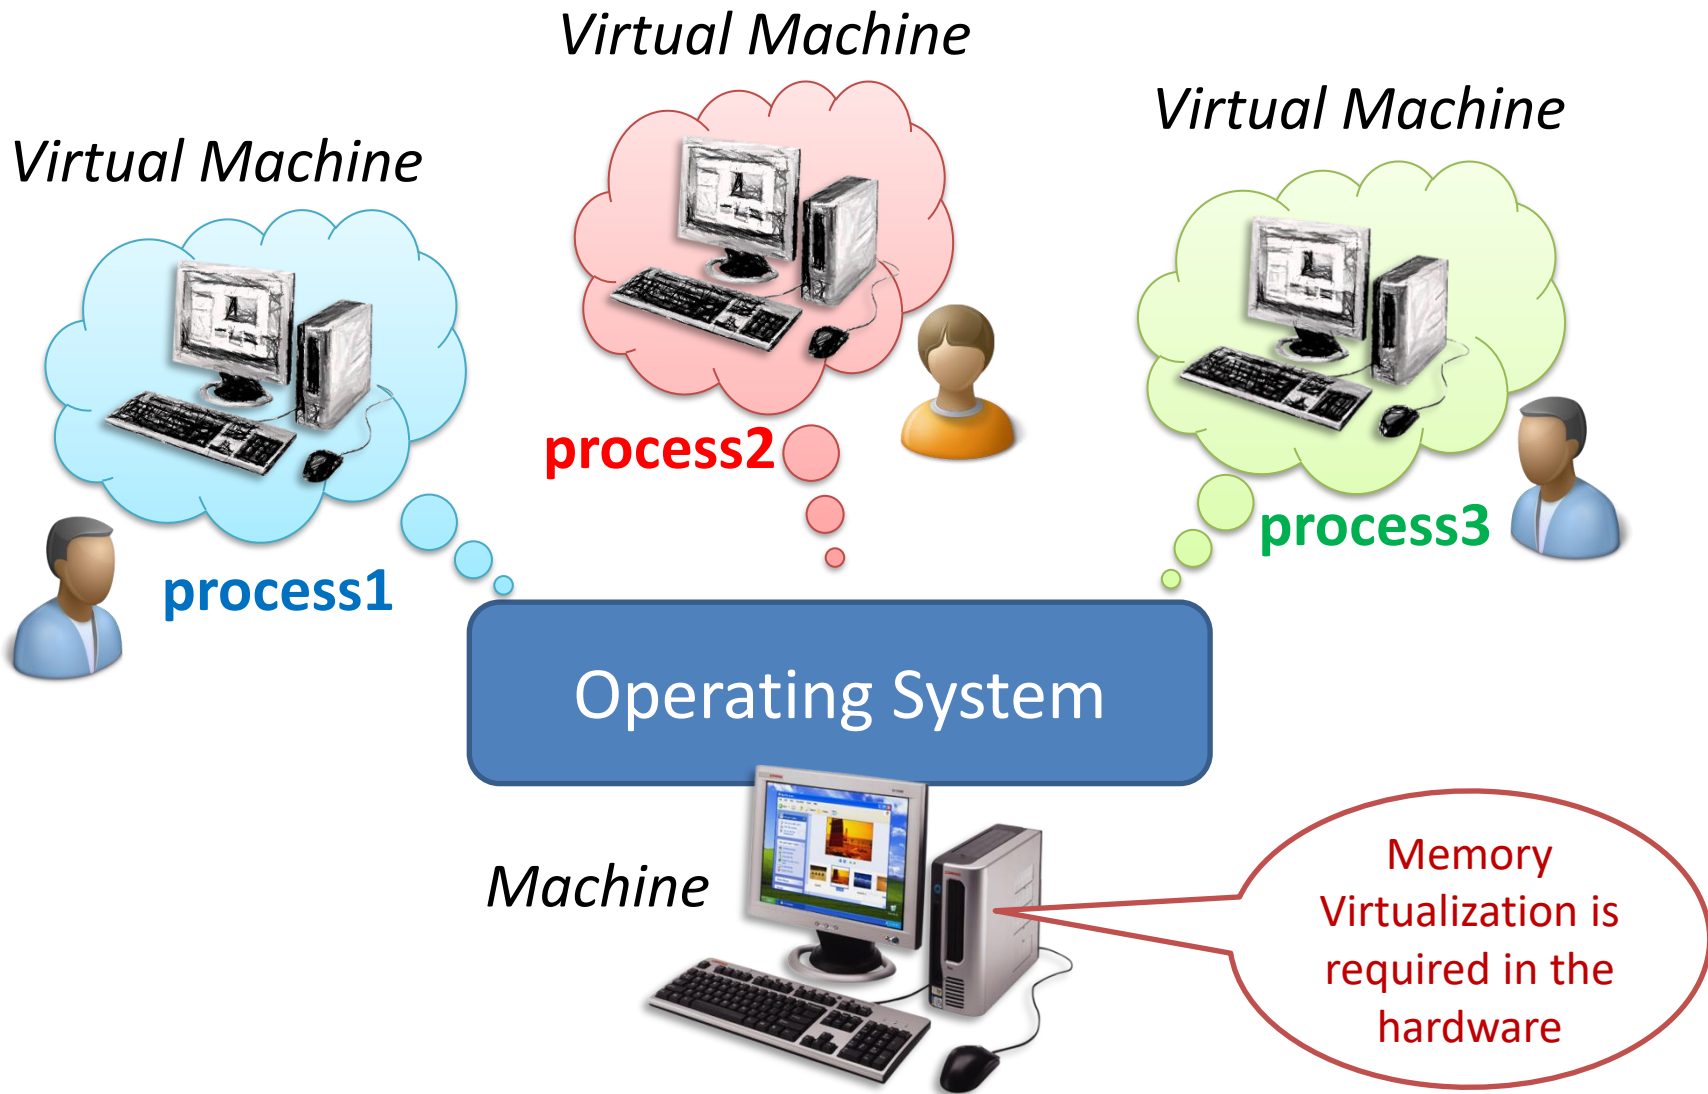 Virtual Machine
Virtual Machine
Virtual Machine
process2
process3
process1
Operating System
Machine
Memory
Virtualization is
required in the
hardware